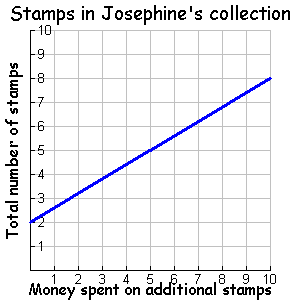 Stamps in Josephine's collection
Total number of stamps
10
9
8
7
6
5
4
3
2
1
1 2 3 4 5 6 7 8 9 10
Money spent on additional stamps